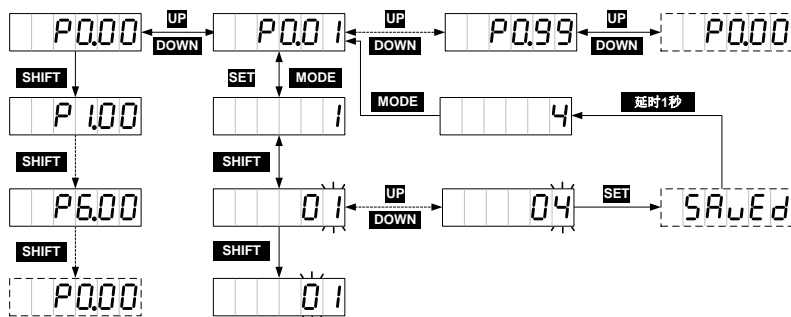 UP UP UP
P0.00 P0.01 P0.99 P0.00
DOWN DOWN DOWN
SHIFT SET MODE
MODE 延时1秒
P1.00 1 4
SHIFT SHIFT
UP SET
P6.00 01 04 SAvEd
DOWN
SHIFT SHIFT
P0.00 01